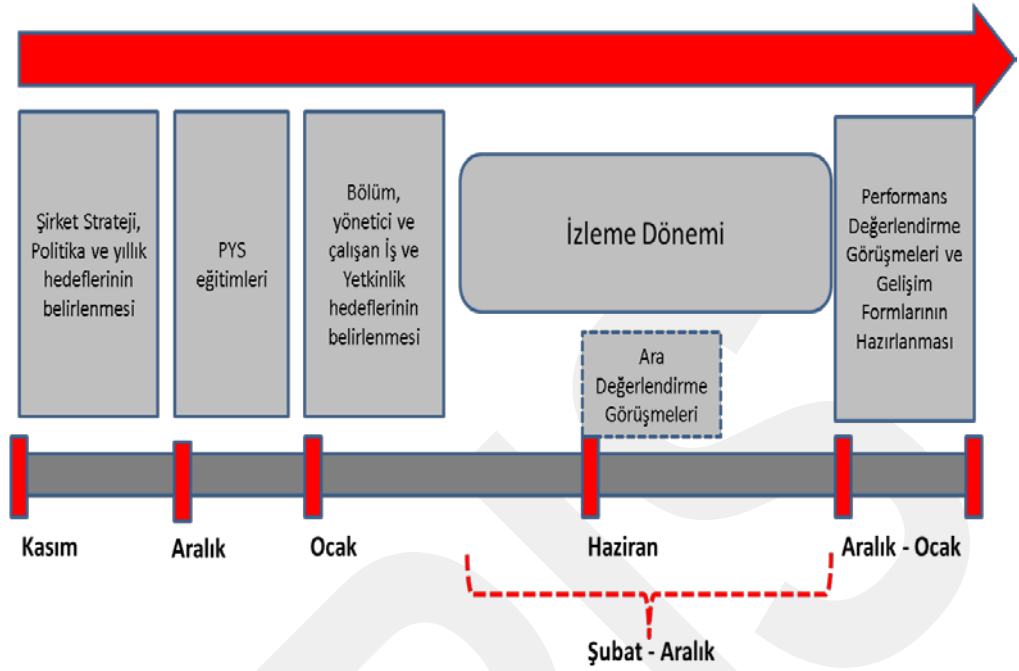 Şirket Strateji,
Politika ve yıllık
hedeflerinin
belirlenmesi
PYS
eğitimleri
Bölüm,
yönetici ve
çalışan İş ve
Yetkinlik
hedeflerinin
belirlenmesi
İzleme Dönemi
Ara
Değerlendirme
Görüşmeleri
Performans
Değerlendirme
Görüşmeleri ve
Gelişim
Formlarının
Hazırlanması
Kasım
Aralık
Ocak
Haziran
Aralık - Ocak
Şubat - Aralık